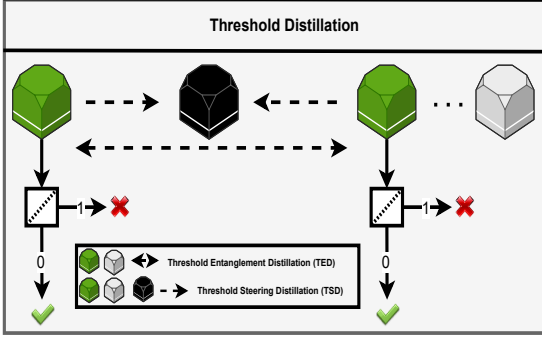 Threshold Distillation
. . .
1
1
0
0
Threshold Entanglement Distillation (TED)
Threshold Steering Distillation (TSD)